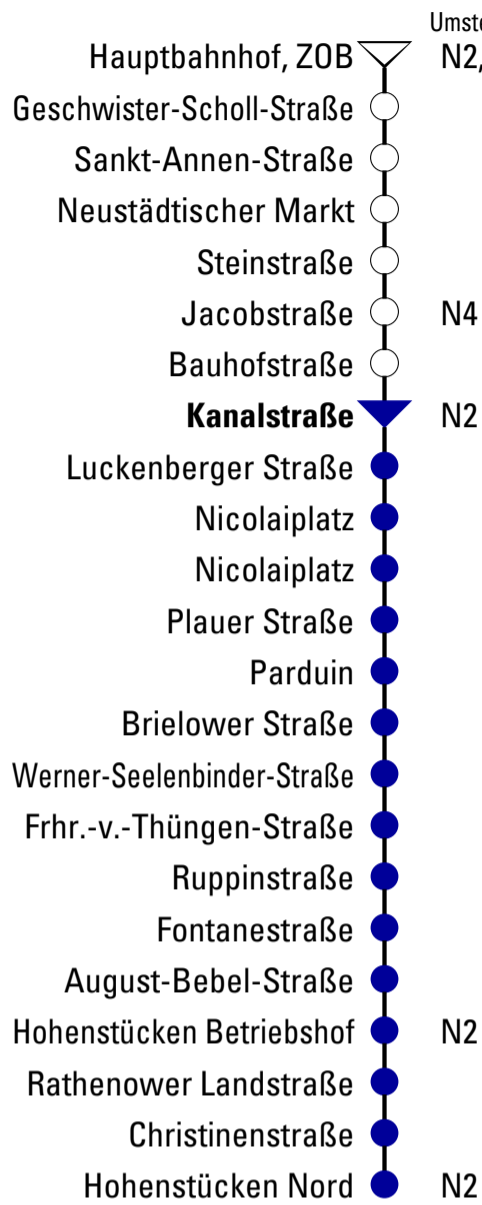 Umste
Hauptbahnhof, ZOB N2,
Geschwister-Scholl-Straße
Sankt-Annen-Straße
Neustädtischer Markt
Steinstraße
Jacobstraße N4
Bauhofstraße
Kanalstraße N2
Luckenberger Straße
Nicolaiplatz
Nicolaiplatz
Plauer Straße
Parduin
Brielower Straße
Werner-Seelenbinder-Straße
Frhr.-v.-Thüngen-Straße
Ruppinstraße
Fontanestraße
August-Bebel-Straße
Hohenstücken Betriebshof N2
Rathenower Landstraße
Christinenstraße
Hohenstücken Nord N2